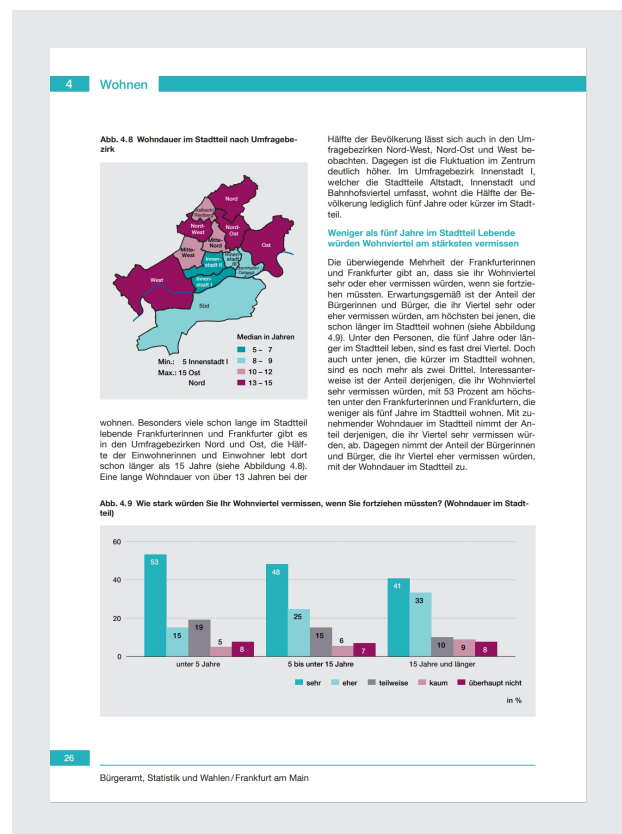 4 Wohnen
Abb. 4.8 Wohndauer im Stadtteil nach Umfragebe-
zirk
Nord
Kalbach/
Riedberg
Nord-
West
Nord-
Ost
Mitte-
Nord
Mitte-
West
Ost
Innen-
stadt II
Innen-
stadt
III
Bornheim/
Ostend
West
Innen-
stadt I
Süd
Median in Jahren
5 – 7
8 – 9
10 – 12
13 – 15
Min.: 5 Innenstadt I
Max.: 15 Ost
Nord
wohnen. Besonders viele schon lange im Stadtteil
lebende Frankfurterinnen und Frankfurter gibt es
in den Umfragebezirken Nord und Ost, die Hälf-
te der Einwohnerinnen und Einwohner lebt dort
schon länger als 15 Jahre (siehe Abbildung 4.8).
Eine lange Wohndauer von über 13 Jahren bei der
Hälfte der Bevölkerung lässt sich auch in den Um-
fragebezirken Nord-West, Nord-Ost und West be-
obachten. Dagegen ist die Fluktuation im Zentrum
deutlich höher. Im Umfragebezirk Innenstadt I,
welcher die Stadtteile Altstadt, Innenstadt und
Bahnhofsviertel umfasst, wohnt die Hälfte der Be-
völkerung lediglich fünf Jahre oder kürzer im Stadt-
teil.
Weniger als fünf Jahre im Stadtteil Lebende
würden Wohnviertel am stärksten vermissen
Die überwiegende Mehrheit der Frankfurterinnen
und Frankfurter gibt an, dass sie ihr Wohnviertel
sehr oder eher vermissen würden, wenn sie fortzie-
hen müssten. Erwartungsgemäß ist der Anteil der
Bürgerinnen und Bürger, die ihr Viertel sehr oder
eher vermissen würden, am höchsten bei jenen, die
schon länger im Stadtteil wohnen (siehe Abbildung
4.9). Unter den Personen, die fünf Jahre oder län-
ger im Stadtteil leben, sind es fast drei Viertel. Doch
auch unter jenen, die kürzer im Stadtteil wohnen,
sind es noch mehr als zwei Drittel. Interessanter-
weise ist der Anteil derjenigen, die ihr Wohnviertel
sehr vermissen würden, mit 53 Prozent am höchs-
ten unter den Frankfurterinnen und Frankfurtern, die
weniger als fünf Jahre im Stadtteil wohnen. Mit zu-
nehmender Wohndauer im Stadtteil nimmt der An-
teil derjenigen, die ihr Viertel sehr vermissen wür-
den, ab. Dagegen nimmt der Anteil der Bürgerinnen
und Bürger, die ihr Viertel eher vermissen würden,
mit der Wohndauer im Stadtteil zu.
Abb. 4.9 Wie stark würden Sie Ihr Wohnviertel vermissen, wenn Sie fortziehen müssten? (Wohndauer im Stadt-
teil)
60
40
20
0
53 15 19 5 8
48 25 15 6 7
41 33 10 9 8
unter 5 Jahre 5 bis unter 15 Jahre 15 Jahre und länger
sehr eher teilweise kaum überhaupt nicht
in %
26
Bürgeramt, Statistik und Wahlen/Frankfurt am Main